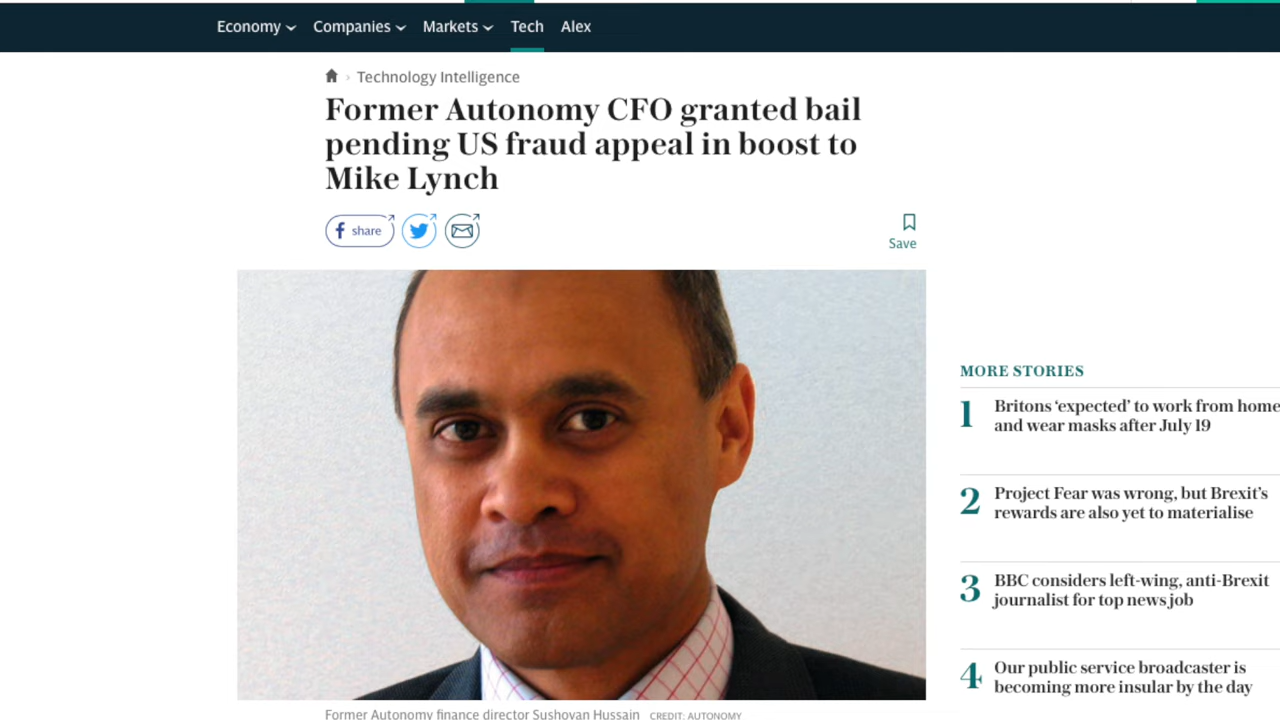 Economy Companies Markets Tech Alex
Technology Intelligence
Former Autonomy CFO granted bail
pending US fraud appeal in boost to
Mike Lynch
share
Save
MORE STORIES
1 Britons ‘expected’ to work from home
and wear masks after July 19
2 Project Fear was wrong, but Brexit’s
rewards are also yet to materialise
3 BBC considers left-wing, anti-Brexit
journalist for top news job
4 Our public service broadcaster is
becoming more insular by the day
Former Autonomy finance director Sushovan Hussain CREDIT: AUTONOMY